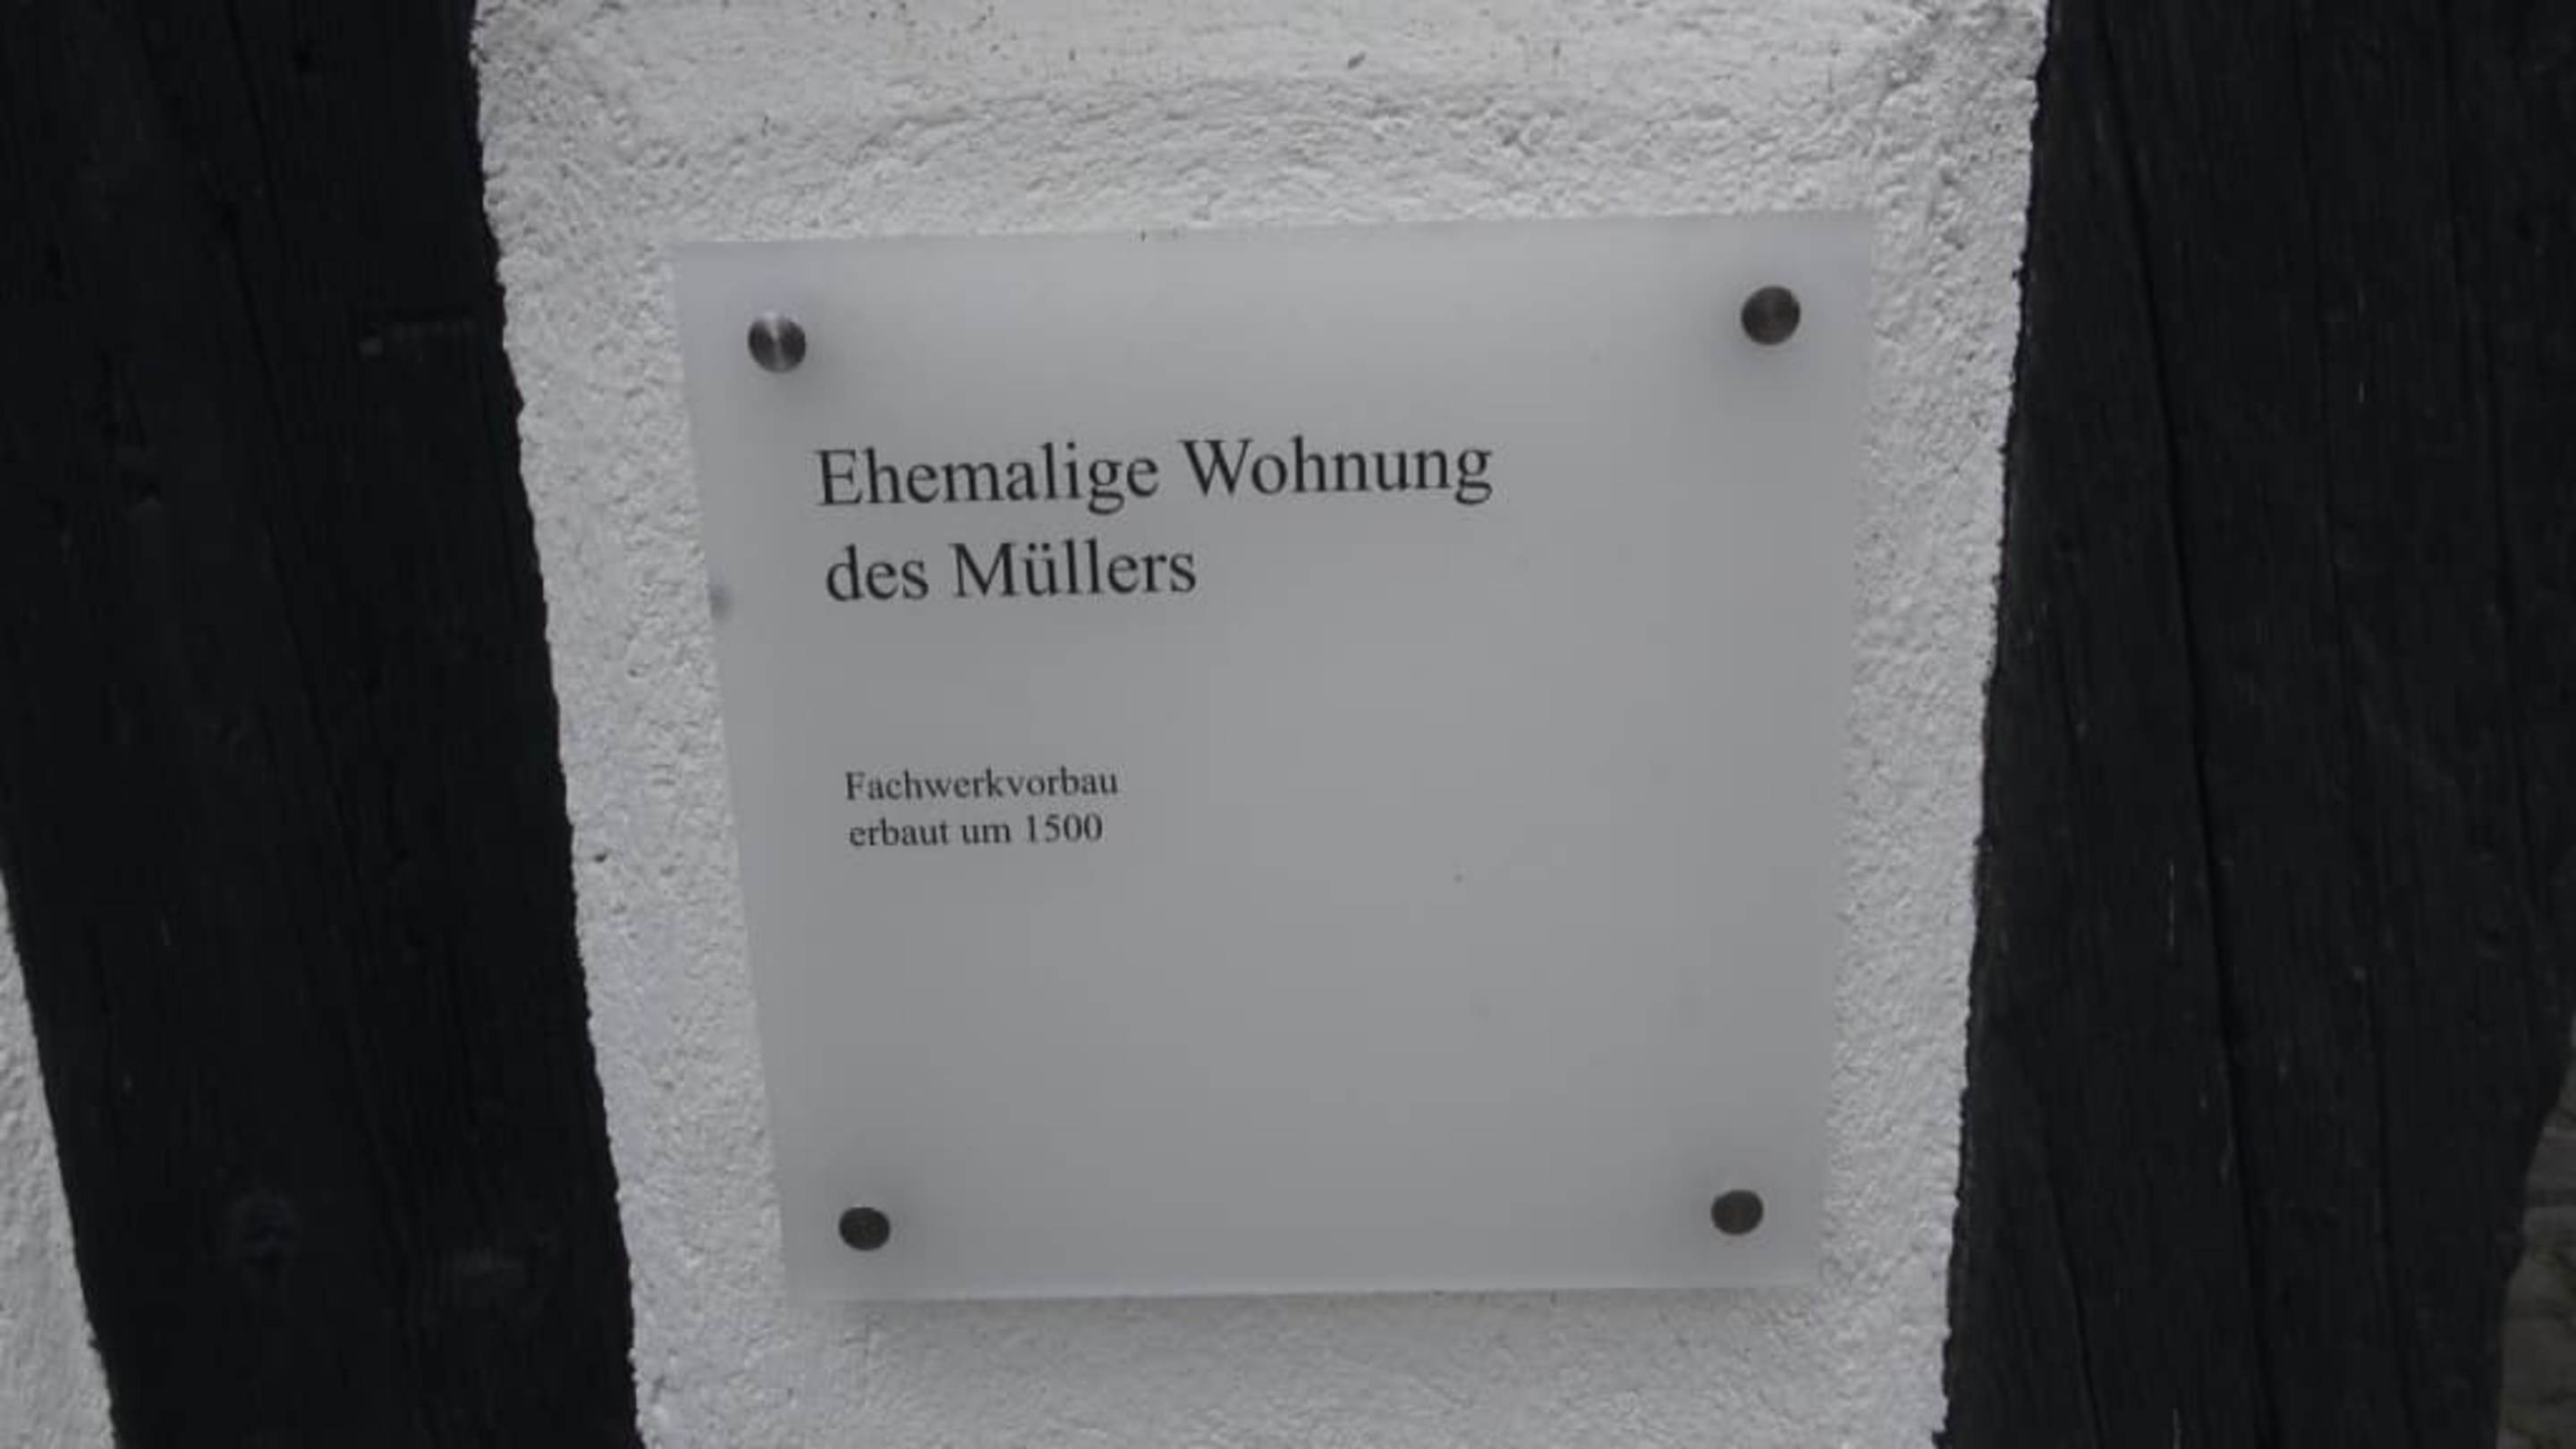 Ehemalige Wohnung
des Müllers
Fachwerkvorbau
erbaut um 1500